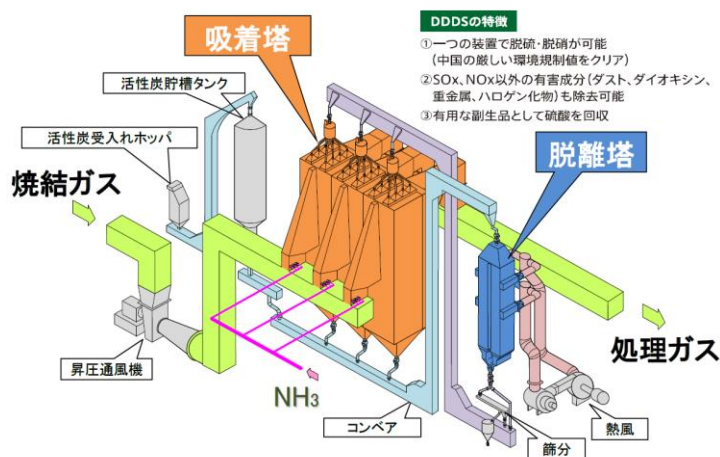 DDDSの特徴
①一つの装置で脱硫・脱硝が可能
(中国の厳しい環境規制値をクリア)
②SOx、NOx以外の有害成分(ダスト、ダイオキシン、
重金属、ハロゲン化物)も除去可能
③有用な副生品として硫酸を回収
吸着塔
活性炭貯槽タンク
活性炭受入れホッパ
脱離塔
焼結ガス
処理ガス
昇圧通風機
NH₃
コンベア
篩分
熱風